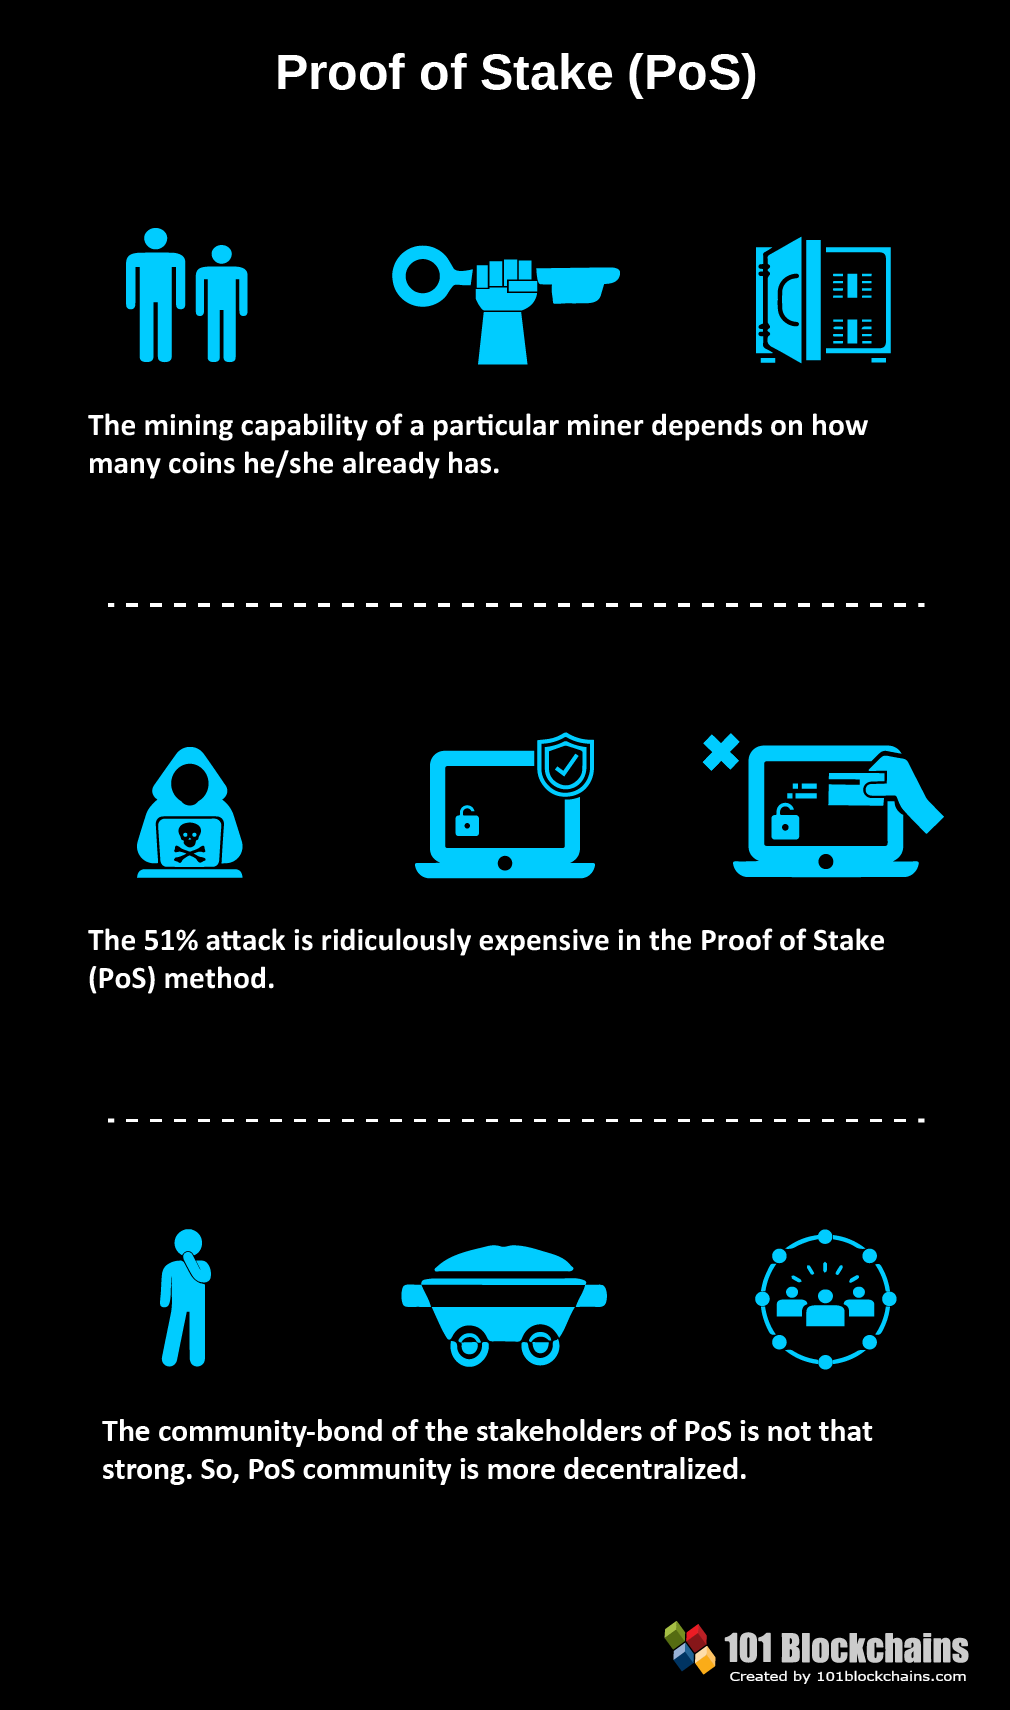 Proof of Stake (PoS)
The mining capability of a particular miner depends on how
many coins he/she already has.
The 51% attack is ridiculously expensive in the Proof of Stake
(PoS) method.
The community-bond of the stakeholders of PoS is not that
strong. So, PoS community is more decentralized.
101 Blockchains
Created by 101blockchains.com